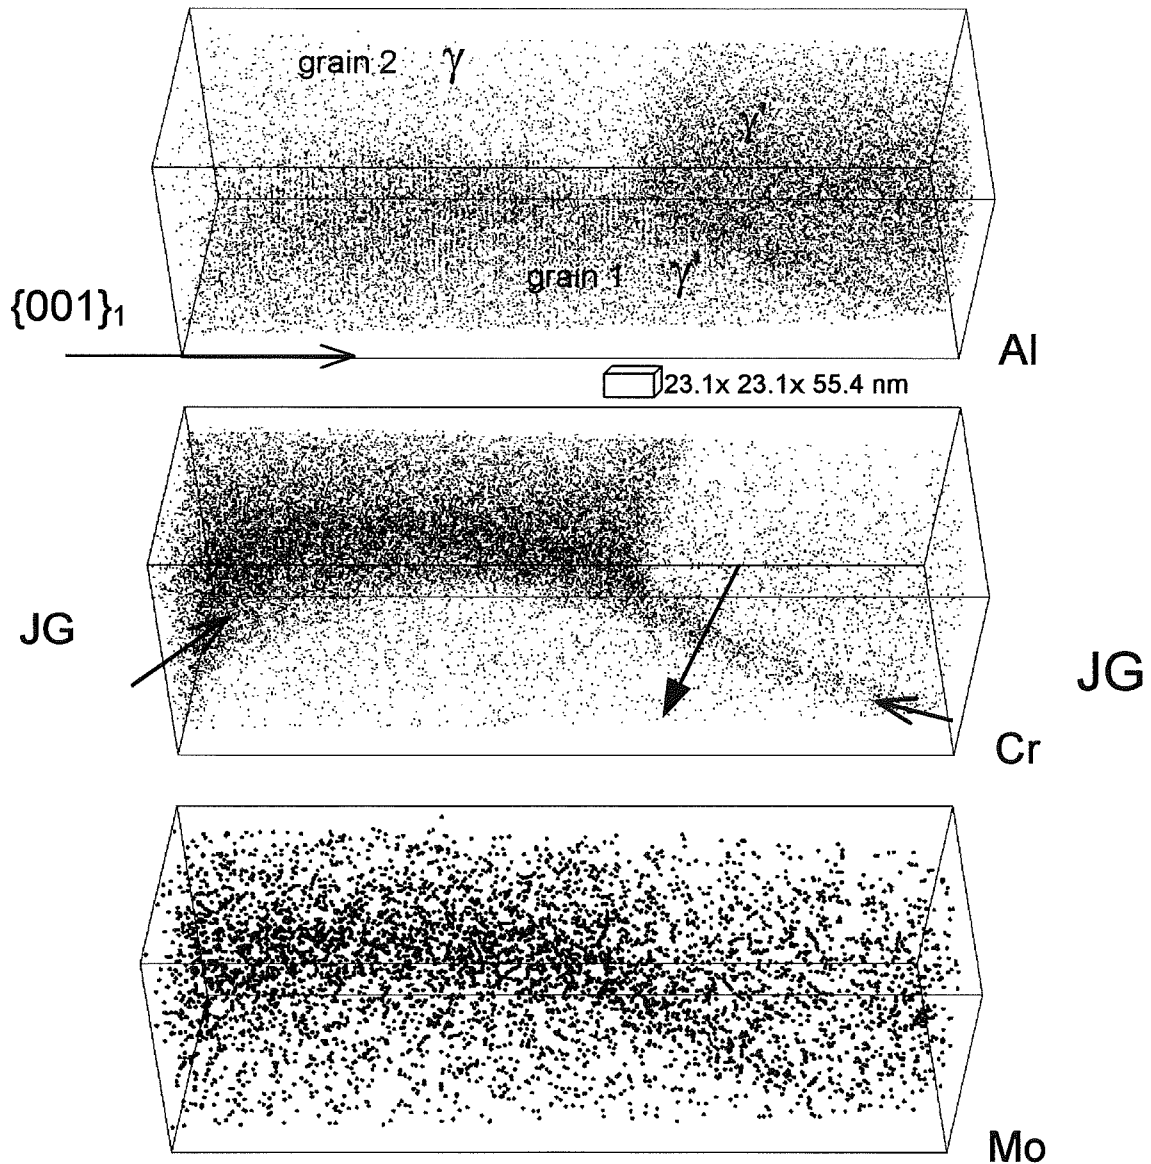 grain 2 γ
γ'
grain 1 γ'
{001}₁
Al
23.1x 23.1x 55.4 nm
JG
JG
Cr
Mo